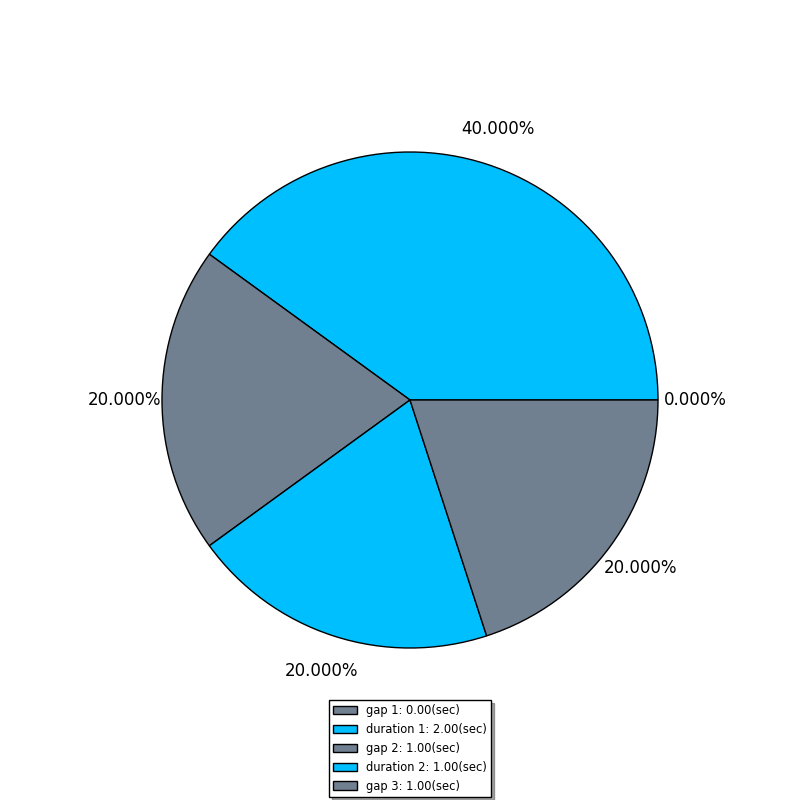 40.000%
20.000%
0.000%
20.000%
20.000%
gap 1: 0.00(sec)
duration 1: 2.00(sec)
gap 2: 1.00(sec)
duration 2: 1.00(sec)
gap 3: 1.00(sec)